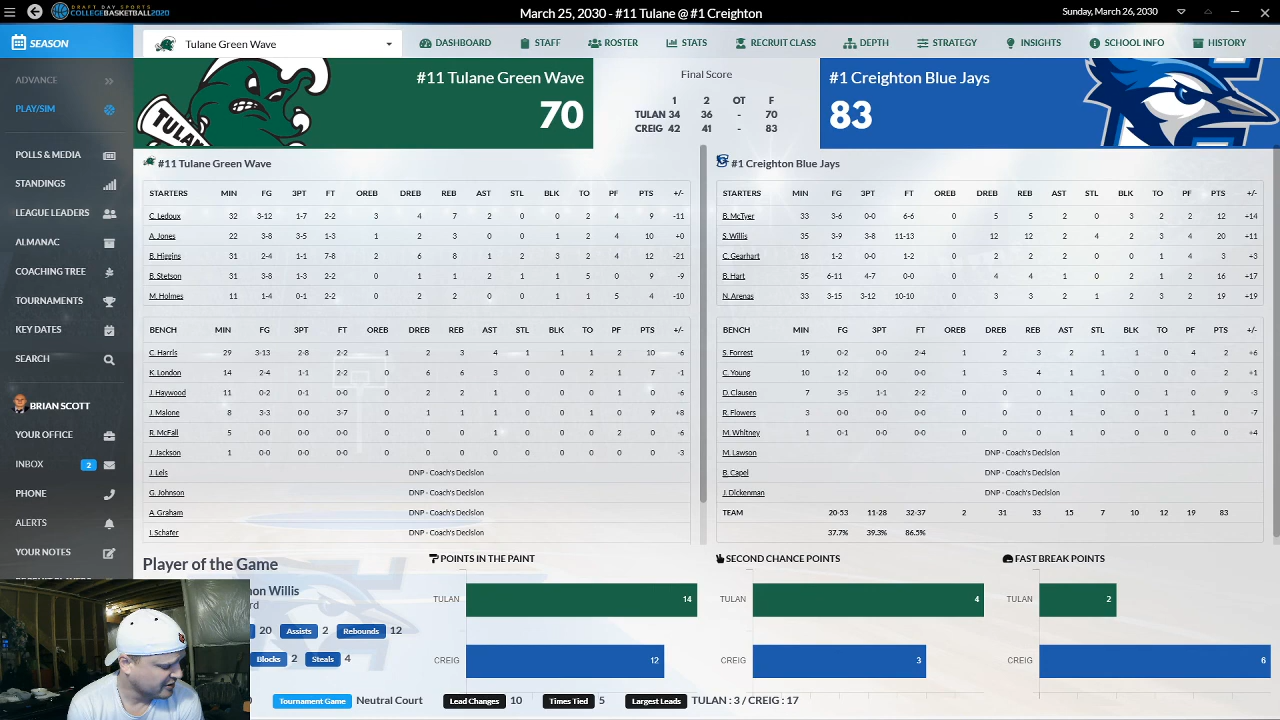 DRAFT DAY SPORTS
COLLEGE BASKETBALL 2020
March 25, 2030 - #11 Tulane @ #1 Creighton
Sunday, March 26, 2030
SEASON
Tulane Green Wave
DASHBOARD STAFF ROSTER STATS RECRUIT CLASS DEPTH STRATEGY INSIGHTS SCHOOL INFO HISTORY
ADVANCE
PLAY/SIM
POLLS & MEDIA
STANDINGS
LEAGUE LEADERS
ALMANAC
COACHING TREE
TOURNAMENTS
KEY DATES
SEARCH
BRIAN SCOTT
YOUR OFFICE
INBOX 2
PHONE
ALERTS
YOUR NOTES
TULA
#11 Tulane Green Wave
70
Final Score
1 2 OT F
TULAN 34 36 - 70
CREIG 42 41 - 83
#1 Creighton Blue Jays
83
#11 Tulane Green Wave
STARTERS MIN FG 3PT FT OREB DREB REB AST STL BLK TO PF PTS +/-
C. Ledoux 32 3-12 1-7 2-2 3 4 7 2 0 0 2 4 9 -11
A. Jones 22 3-8 3-5 1-3 1 2 3 0 0 1 2 4 10 +0
B. Higgins 31 2-4 1-1 7-8 2 6 8 1 2 3 2 4 12 -21
B. Stetson 31 3-8 1-3 2-2 0 1 1 2 1 1 5 0 9 -9
M. Holmes 11 1-4 0-1 2-2 0 2 2 0 0 1 1 5 4 -10
BENCH MIN FG 3PT FT OREB DREB REB AST STL BLK TO PF PTS +/-
C. Harris 29 3-13 2-8 2-2 1 2 3 4 1 1 1 2 10 -6
K. London 14 2-4 1-1 2-2 0 6 6 3 0 0 2 1 7 -1
J. Haywood 11 0-2 0-1 0-0 0 2 2 1 0 0 0 1 0 -6
J. Malone 8 3-3 0-0 3-7 0 1 1 1 0 0 1 0 9 +8
R. McFall 5 0-0 0-0 0-0 0 0 0 1 0 0 0 2 0 -6
J. Jackson 1 0-0 0-0 0-0 0 0 0 0 0 0 0 0 0 -3
J. Leis DNP - Coach's Decision
G. Johnson DNP - Coach's Decision
A. Graham DNP - Coach's Decision
I. Schafer DNP - Coach's Decision
#1 Creighton Blue Jays
STARTERS MIN FG 3PT FT OREB DREB REB AST STL BLK TO PF PTS +/-
B. McTyer 33 3-6 0-0 6-6 0 5 5 2 0 3 2 2 12 +14
S. Willis 35 3-9 3-8 11-13 0 12 12 2 4 2 3 4 20 +11
C. Gearhart 18 1-2 0-0 1-2 0 2 2 2 0 2 1 4 3 +3
B. Hart 35 6-11 4-7 0-0 0 4 4 1 0 2 1 2 16 +17
N. Arenas 33 3-15 3-12 10-10 0 3 3 2 1 0 3 2 19 +19
BENCH MIN FG 3PT FT OREB DREB REB AST STL BLK TO PF PTS +/-
S. Forrest 19 0-2 0-0 2-4 1 2 3 2 1 1 0 4 2 +6
C. Young 10 1-2 0-0 0-0 1 3 4 1 1 0 0 0 2 +1
D. Clausen 7 3-5 1-1 2-2 0 0 0 1 0 0 1 0 9 -3
R. Flowers 3 0-0 0-0 0-0 0 0 0 1 0 0 1 1 0 -7
M. Whitney 1 0-1 0-0 0-0 0 0 0 1 0 0 0 0 0 +4
M. Lawson DNP - Coach's Decision
B. Capel DNP - Coach's Decision
J. Dickenman DNP - Coach's Decision
TEAM 20-53 11-28 32-37 2 31 33 15 7 10 12 19 83
37.7% 39.3% 86.5%
Player of the Game
non Willis
20 Assists 2 Rebounds 12
Blocks 2 Steals 4
POINTS IN THE PAINT
TULAN 14
CREIG 12
SECOND CHANCE POINTS
TULAN 4
CREIG 3
FAST BREAK POINTS
TULAN 2
CREIG 6
Tournament Game Neutral Court Lead Changes 10 Times Tied 5 Largest Leads TULAN : 3 / CREIG : 17